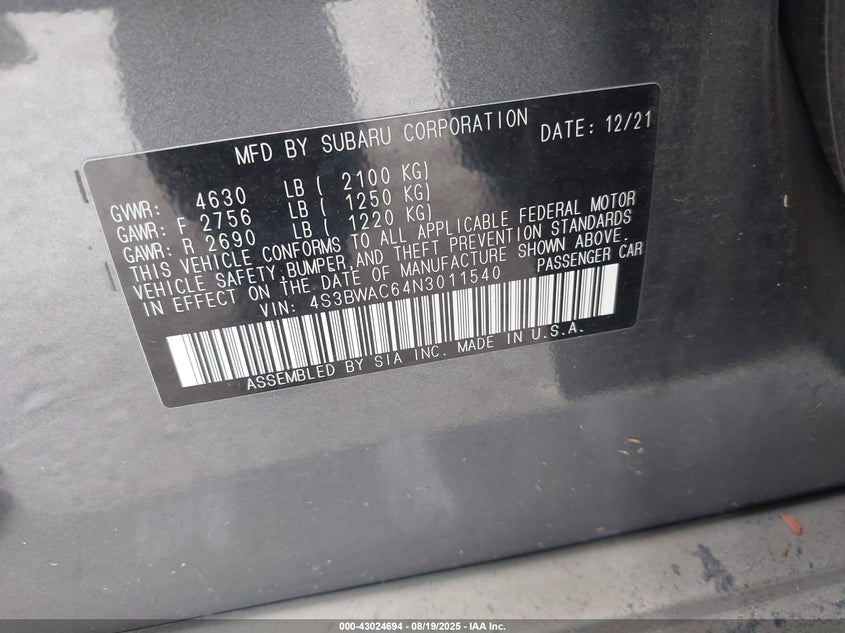 MFD BY SUBARU CORPORATION DATE: 12/21
GVWR: 4630 LB ( 2100 KG)
GAWR: F 2756 LB ( 1250 KG)
GAWR: R 2690 LB ( 1220 KG)
THIS VEHICLE CONFORMS TO ALL APPLICABLE FEDERAL MOTOR
VEHICLE SAFETY,BUMPER,AND THEFT PREVENTION STANDARDS
IN EFFECT ON THE DATE OF MANUFACTURE SHOWN ABOVE.
VIN: 4S3BWAC64N3011540 PASSENGER CAR
ASSEMBLED BY SIA INC. MADE IN U.S.A.
000-43024694 - 08/19/2025 - IAA Inc.